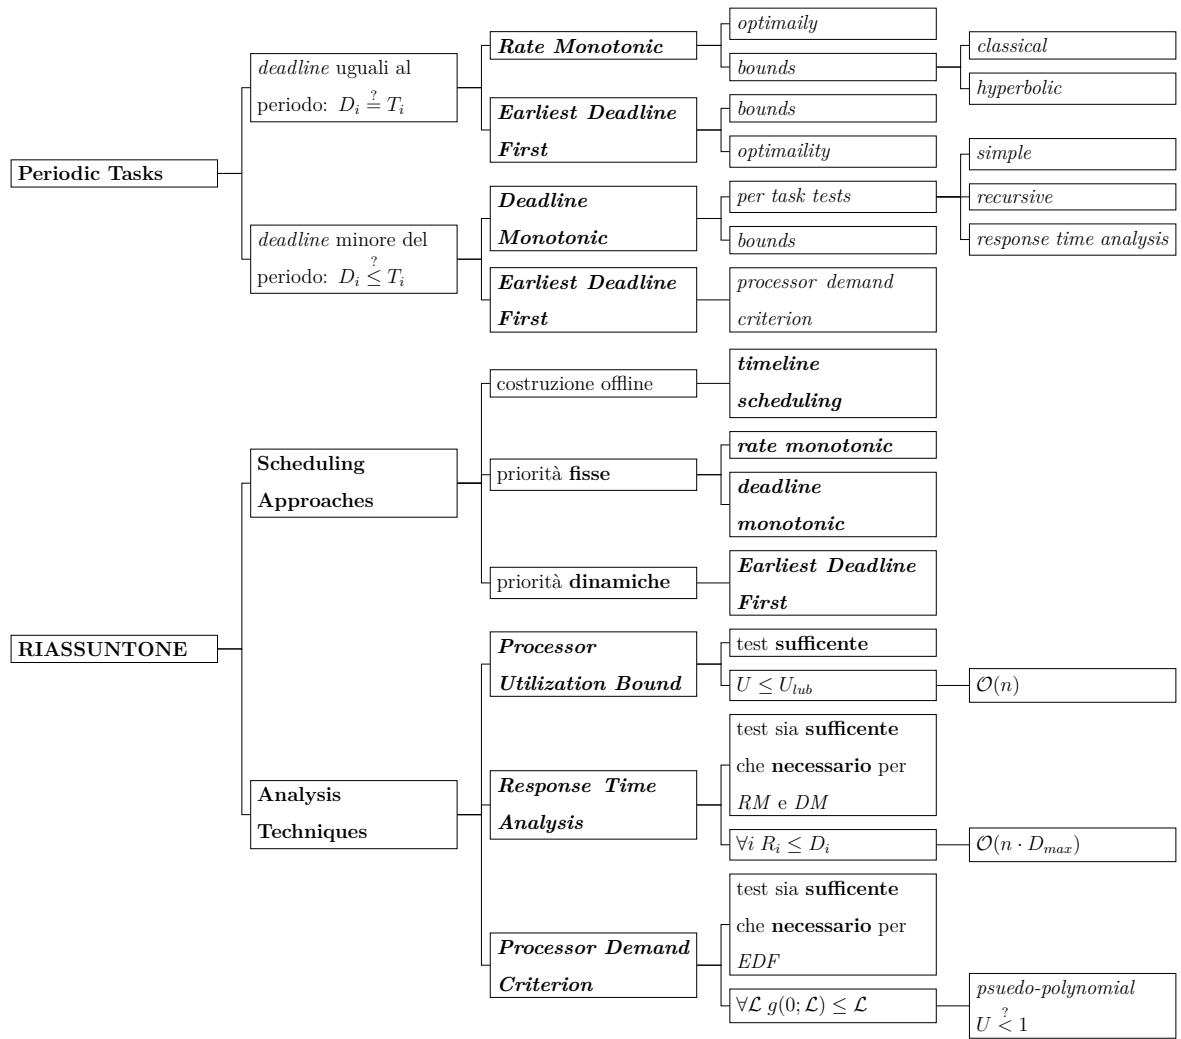 Periodic Tasks
deadline uguali al
periodo: D_i ?= T_i
Rate Monotonic
optimaily
bounds
classical
hyperbolic
Earliest Deadline
First
bounds
optimaility
deadline minore del
periodo: D_i ?≤ T_i
Deadline
Monotonic
per task tests
simple
recursive
response time analysis
bounds
Earliest Deadline
First
processor demand
criterion
RIASSUNTONE
Scheduling
Approaches
costruzione offline
timeline
scheduling
priorità fisse
rate monotonic
deadline
monotonic
priorità dinamiche
Earliest Deadline
First
Analysis
Techniques
Processor
Utilization Bound
test sufficente
U ≤ U_lub
𝒪(n)
Response Time
Analysis
test sia sufficente
che necessario per
RM e DM
∀i R_i ≤ D_i
𝒪(n · D_max)
Processor Demand
Criterion
test sia sufficente
che necessario per
EDF
∀ℒ g(0; ℒ) ≤ ℒ
psuedo-polynomial
U ?< 1